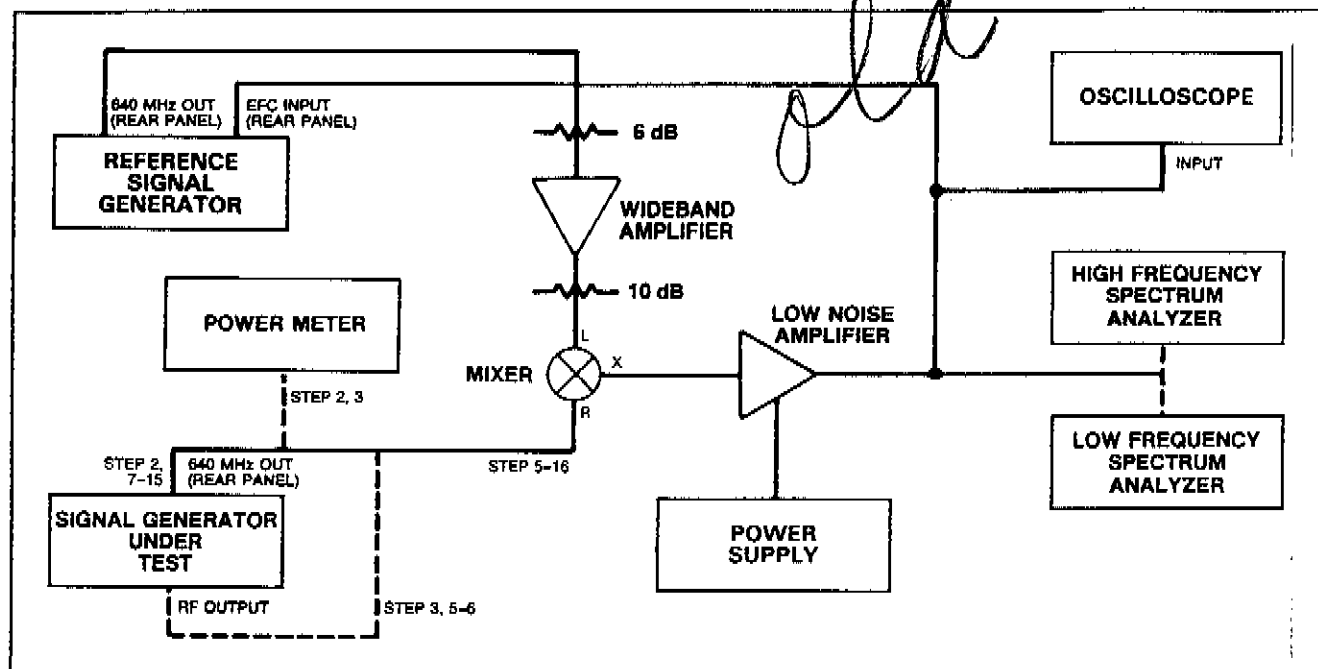 640 MHz OUT
(REAR PANEL)
EFC INPUT
(REAR PANEL)
REFERENCE
SIGNAL
GENERATOR
6 dB
WIDEBAND
AMPLIFIER
10 dB
OSCILLOSCOPE
INPUT
POWER METER
STEP 2, 3
MIXER
L
X
R
LOW NOISE
AMPLIFIER
HIGH FREQUENCY
SPECTRUM
ANALYZER
LOW FREQUENCY
SPECTRUM
ANALYZER
STEP 2,
7-15
640 MHz OUT
(REAR PANEL)
STEP 5-16
SIGNAL GENERATOR
UNDER
TEST
RF OUTPUT
STEP 3, 5-6
POWER
SUPPLY